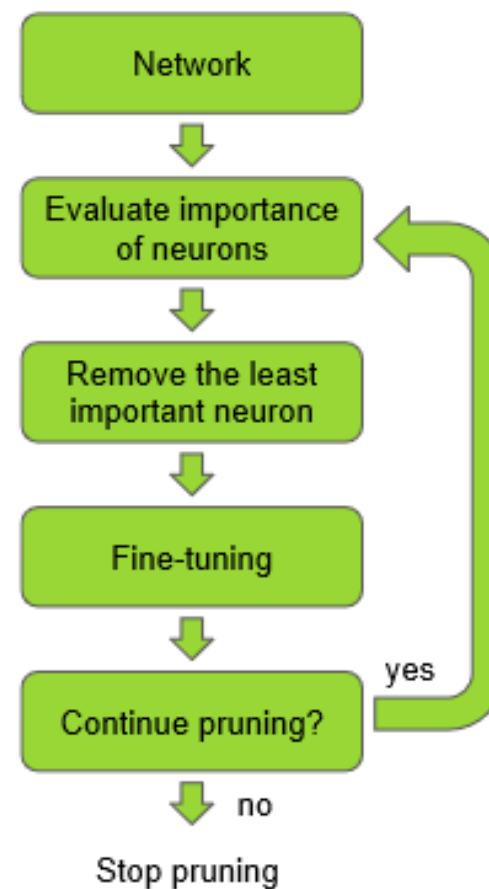 Network
Evaluate importance
of neurons
Remove the least
important neuron
Fine-tuning
yes
Continue pruning?
no
Stop pruning